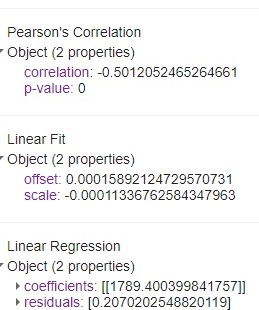 Pearson's Correlation
Object (2 properties)
correlation: -0.5012052465264661
p-value: 0
Linear Fit
Object (2 properties)
offset: 0.00015892124729570731
scale: -0.00011336762584347963
Linear Regression
Object (2 properties)
coefficients: [[1789.400399841757]]
residuals: [0.2070202548820119]